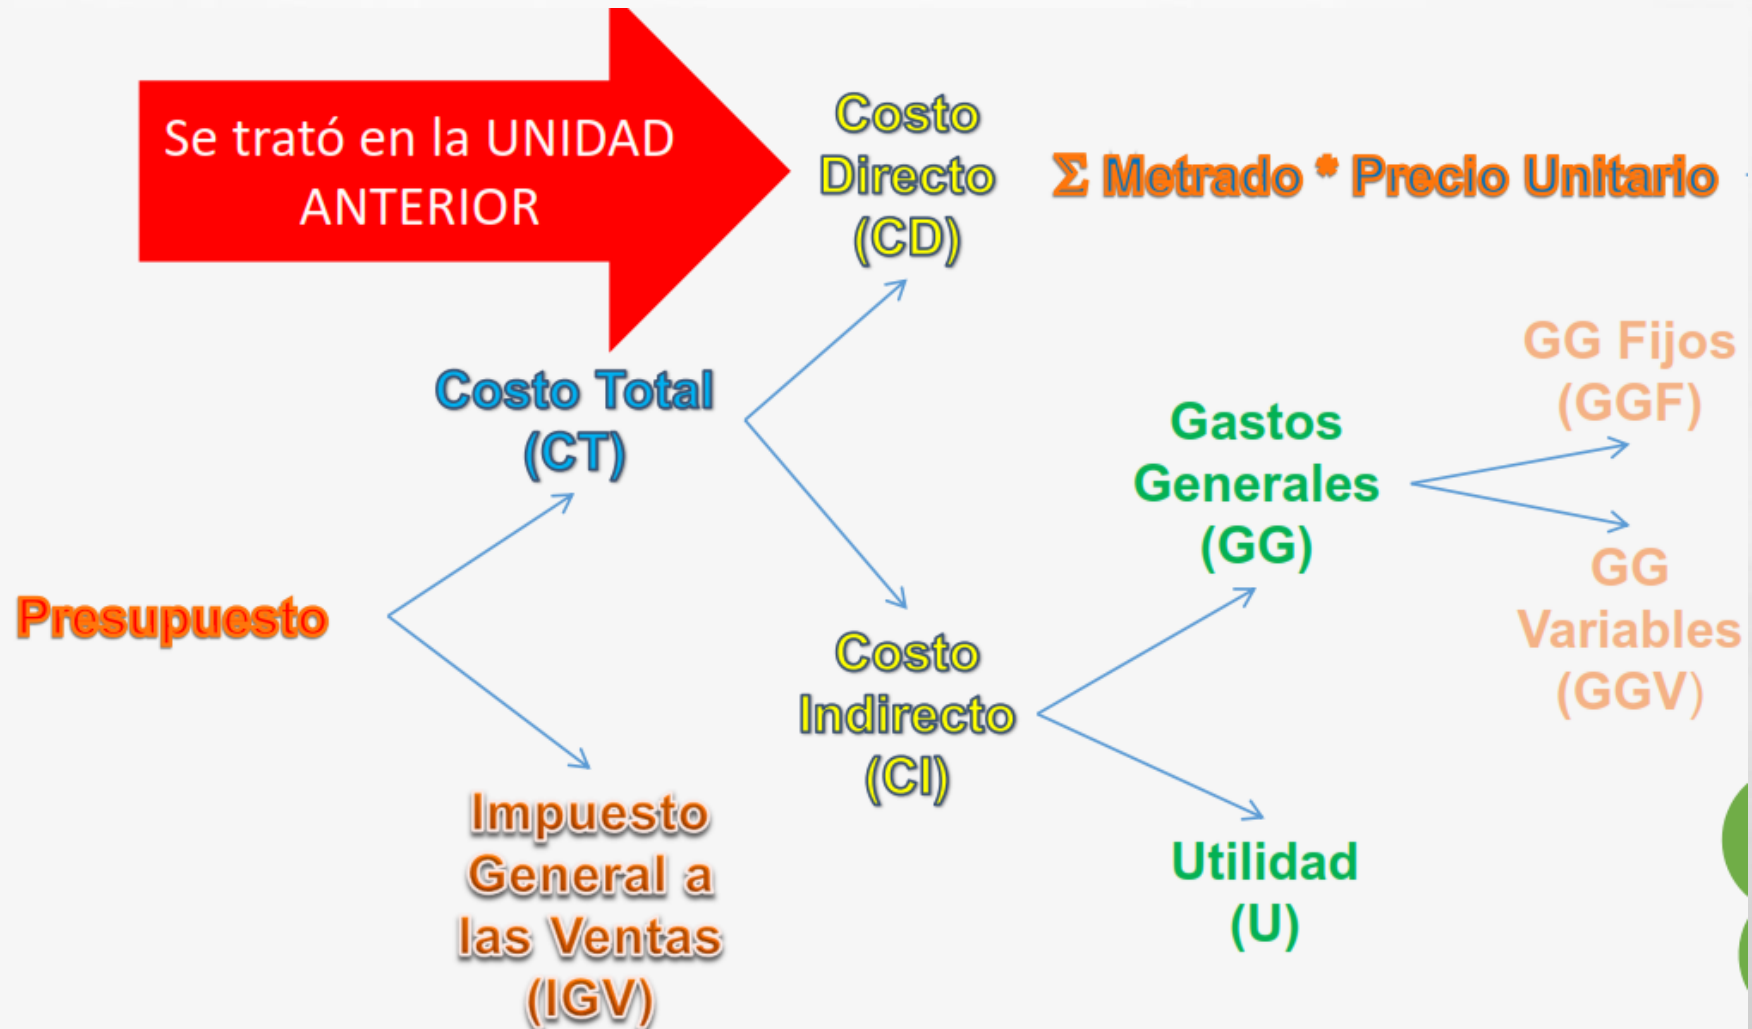 Se trató en la UNIDAD
ANTERIOR
Costo
Directo
(CD)
Σ Metrado * Precio Unitario
Costo Total
(CT)
GG Fijos
(GGF)
Gastos
Generales
(GG)
GG
Variables
(GGV)
Presupuesto
Costo
Indirecto
(CI)
Impuesto
General a
las Ventas
(IGV)
Utilidad
(U)